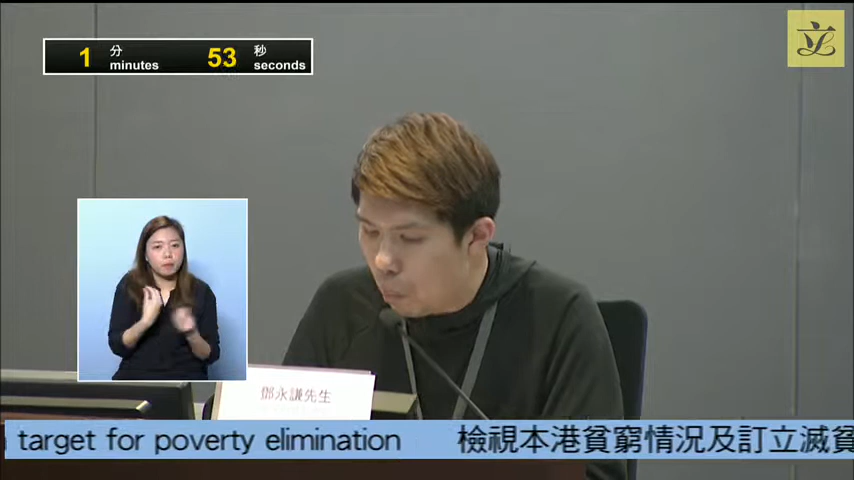 1 分 minutes 53 秒 seconds
鄧永謙先生
target for poverty elimination 檢視本港貧窮情況及訂立滅貧